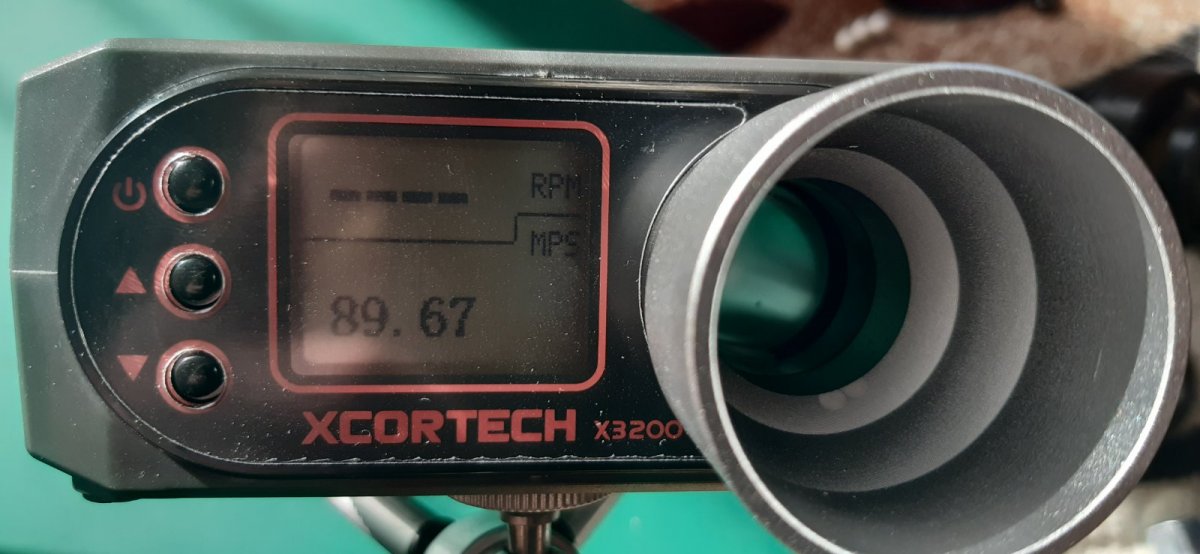 ---- RPM
MPS
89.67
XCORTECH X3200